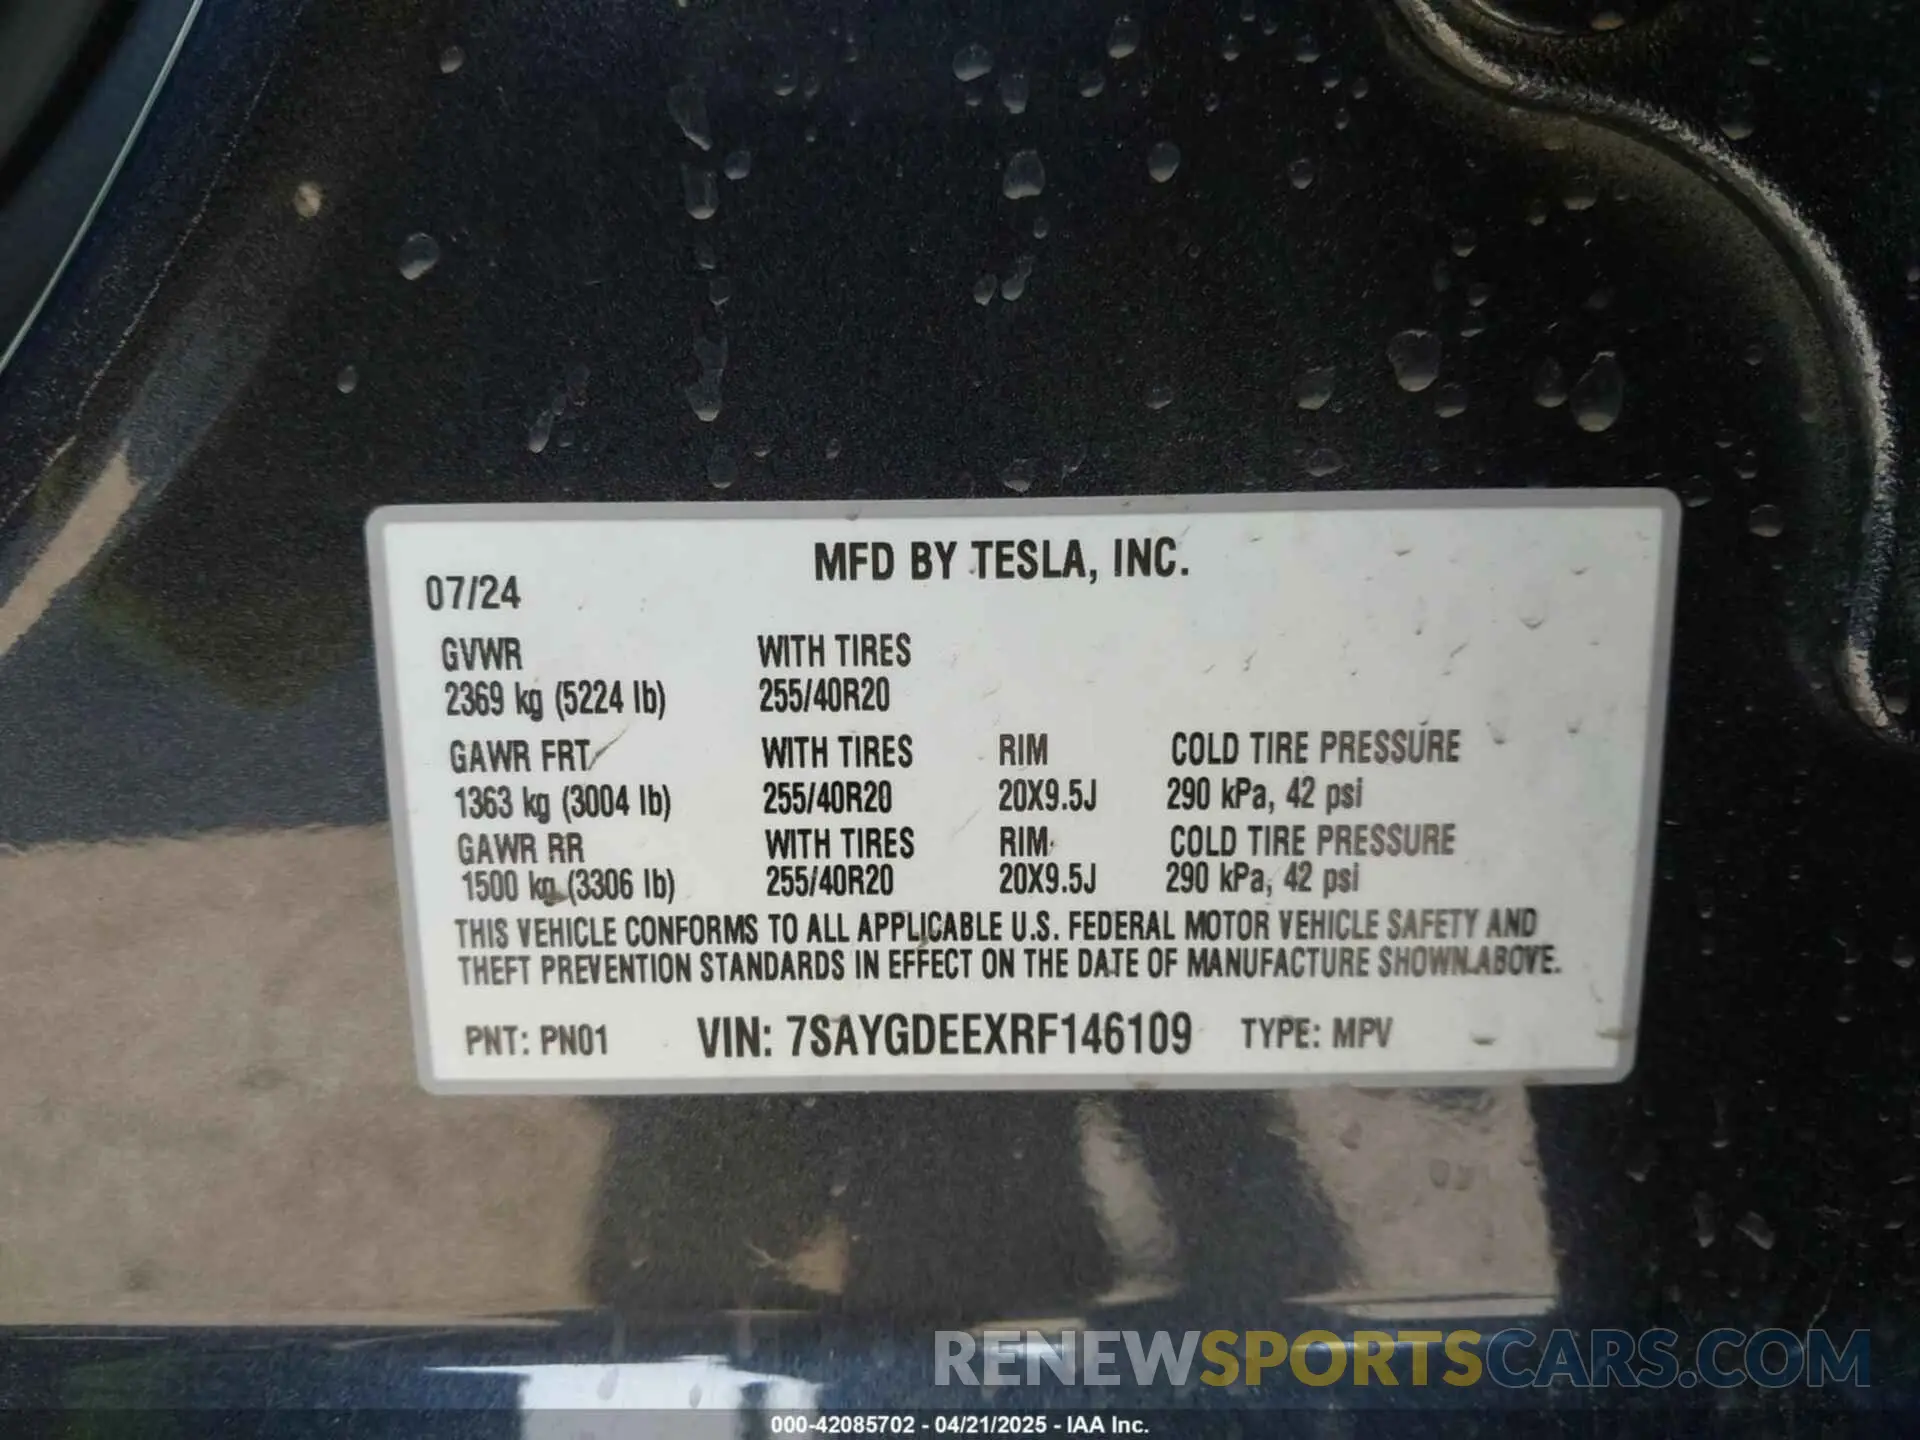 MFD BY TESLA, INC.
07/24
GVWR WITH TIRES
2369 kg (5224 lb) 255/40R20
GAWR FRT WITH TIRES RIM COLD TIRE PRESSURE
1363 kg (3004 lb) 255/40R20 20X9.5J 290 kPa, 42 psi
GAWR RR WITH TIRES RIM COLD TIRE PRESSURE
1500 kg (3306 lb) 255/40R20 20X9.5J 290 kPa, 42 psi
THIS VEHICLE CONFORMS TO ALL APPLICABLE U.S. FEDERAL MOTOR VEHICLE SAFETY AND
THEFT PREVENTION STANDARDS IN EFFECT ON THE DATE OF MANUFACTURE SHOWN ABOVE.
PNT: PN01 VIN: 7SAYGDEEXRF146109 TYPE: MPV
RENEWSPORTSCARS.COM
000-42085702 - 04/21/2025 - IAA Inc.